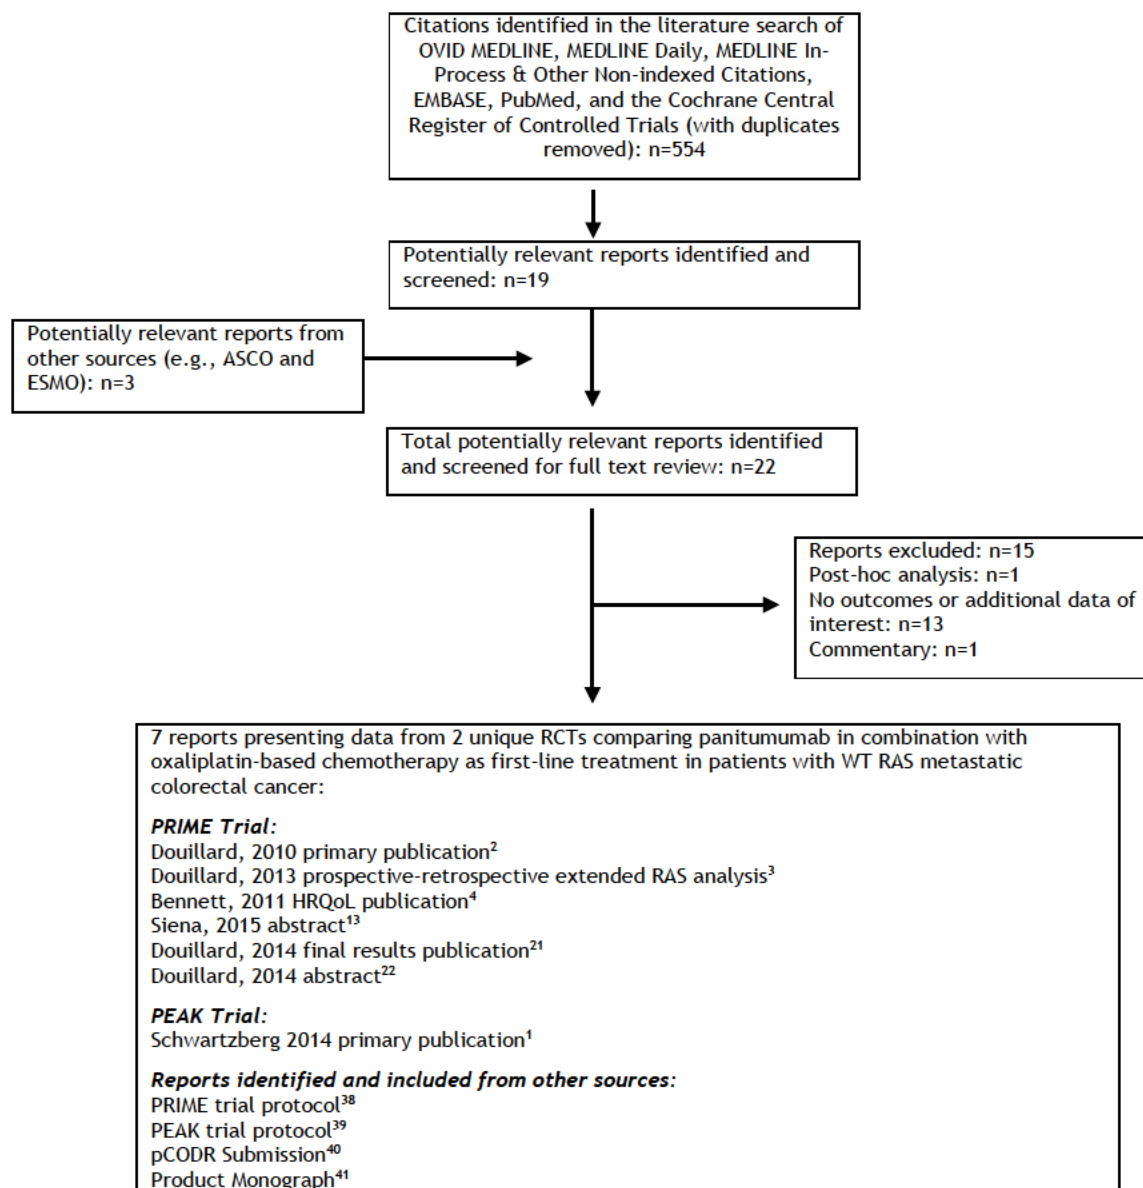 Citations identified in the literature search of
OVID MEDLINE, MEDLINE Daily, MEDLINE In-
Process & Other Non-indexed Citations,
EMBASE, PubMed, and the Cochrane Central
Register of Controlled Trials (with duplicates
removed): n=554
Potentially relevant reports identified and
screened: n=19
Potentially relevant reports from
other sources (e.g., ASCO and
ESMO): n=3
Total potentially relevant reports identified
and screened for full text review: n=22
Reports excluded: n=15
Post-hoc analysis: n=1
No outcomes or additional data of
interest: n=13
Commentary: n=1
7 reports presenting data from 2 unique RCTs comparing panitumumab in combination with
oxaliplatin-based chemotherapy as first-line treatment in patients with WT RAS metastatic
colorectal cancer:
PRIME Trial:
Douillard, 2010 primary publication²
Douillard, 2013 prospective-retrospective extended RAS analysis³
Bennett, 2011 HRQoL publication⁴
Siena, 2015 abstract¹³
Douillard, 2014 final results publication²¹
Douillard, 2014 abstract²²
PEAK Trial:
Schwartzberg 2014 primary publication¹
Reports identified and included from other sources:
PRIME trial protocol³⁸
PEAK trial protocol³⁹
pCODR Submission⁴⁰
Product Monograph⁴¹